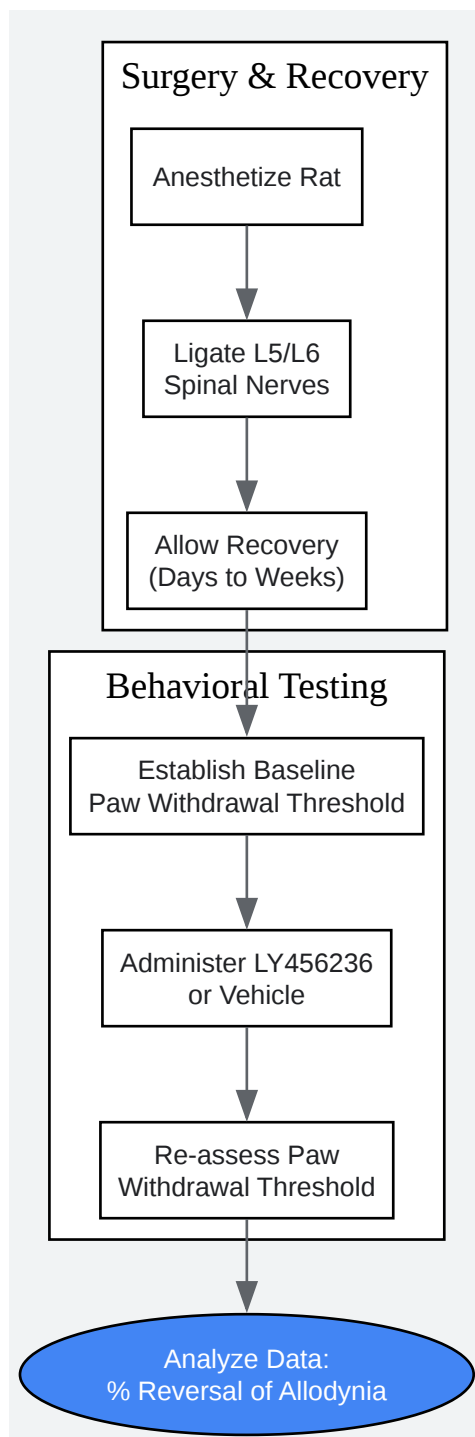 Surgery & Recovery
Anesthetize Rat
Ligate L5/L6
Spinal Nerves
Allow Recovery
(Days to Weeks)
Behavioral Testing
Establish Baseline
Paw Withdrawal Threshold
Administer LY456236
or Vehicle
Re-assess Paw
Withdrawal Threshold
Analyze Data:
% Reversal of Allodynia